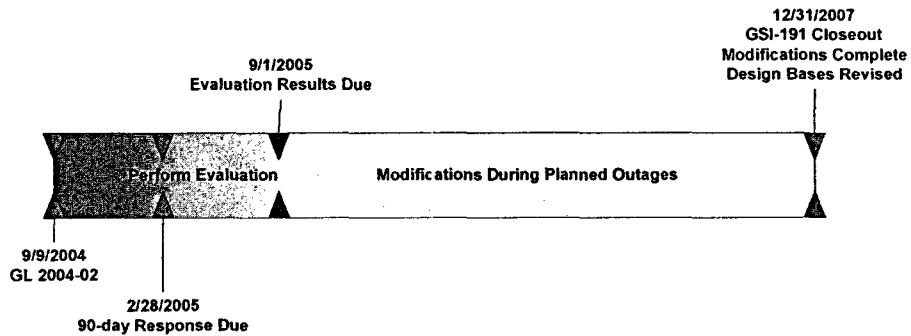 12/31/2007
GSI-191 Closeout
Modifications Complete
Design Bases Revised
9/1/2005
Evaluation Results Due
Perform Evaluation
Modifications During Planned Outages
9/9/2004
GL 2004-02
2/28/2005
90-day Response Due